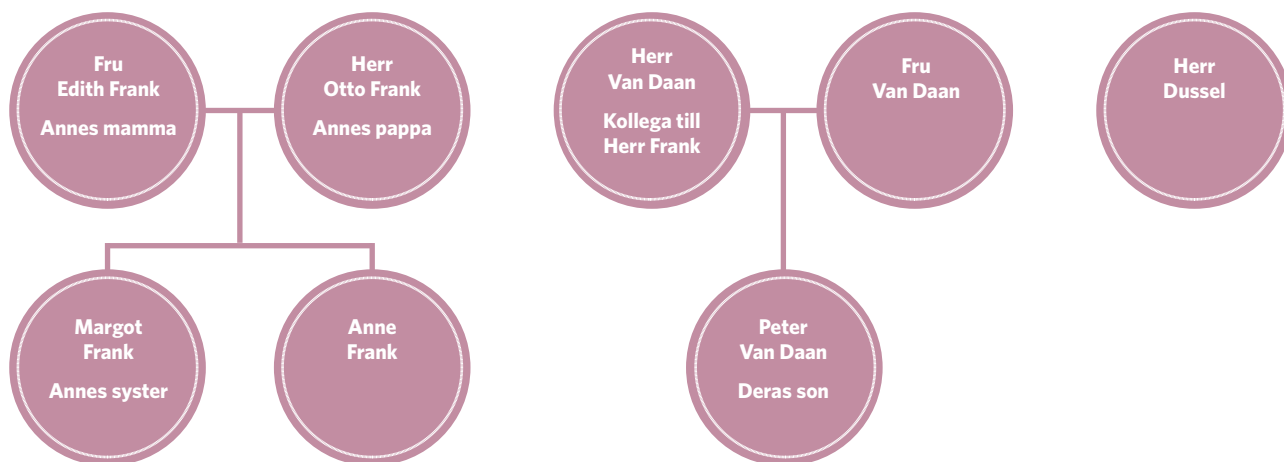 Fru
Edith Frank
Annes mamma
Herr
Otto Frank
Annes pappa
Herr
Van Daan
Kollega till
Herr Frank
Fru
Van Daan
Herr
Dussel
Margot
Frank
Annes syster
Anne
Frank
Peter
Van Daan
Deras son